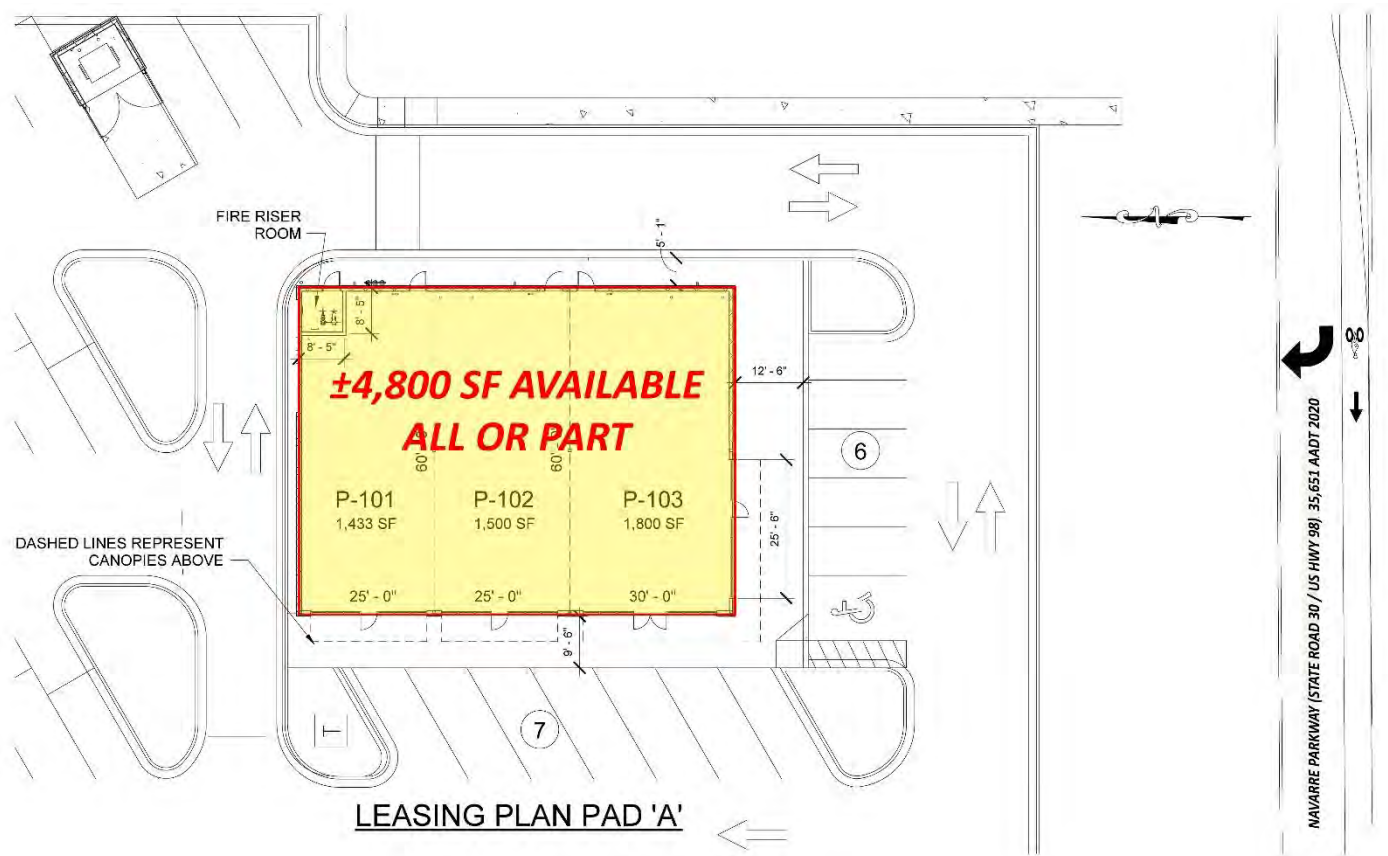 FIRE RISER
ROOM
5' - 1"
8' - 5"
8' - 5"
12' - 6"
±4,800 SF AVAILABLE
ALL OR PART
6
P-101
P-102
P-103
1,433 SF
1,500 SF
1,800 SF
25' - 6"
DASHED LINES REPRESENT
CANOPIES ABOVE
25' - 0"
25' - 0"
30' - 0"
9' - 6"
T
7
LEASING PLAN PAD 'A'
NAVARRE PARKWAY (STATE ROAD 30 / US HWY 98) 35,651 AADT 2020